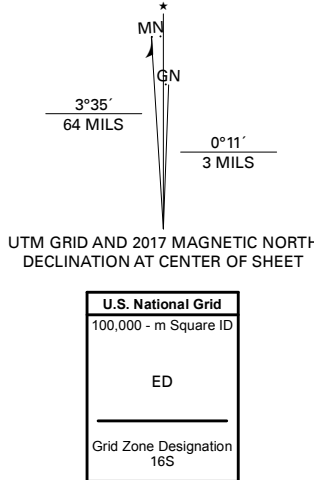 ★
MN
GN
3°35´
64 MILS
0°11´
3 MILS
UTM GRID AND 2017 MAGNETIC NORTH
DECLINATION AT CENTER OF SHEET
U.S. National Grid
100,000 - m Square ID
ED
Grid Zone Designation
16S